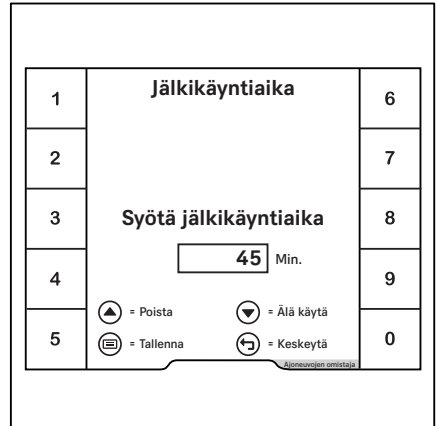 Jälkikäyntiaika
1
6
2
7
3
Syötä jälkikäyntiaika
8
45 Min.
4
9
= Poista
= Älä käytä
5
= Tallenna
= Keskeytä
0
Ajoneuvojen omistaja